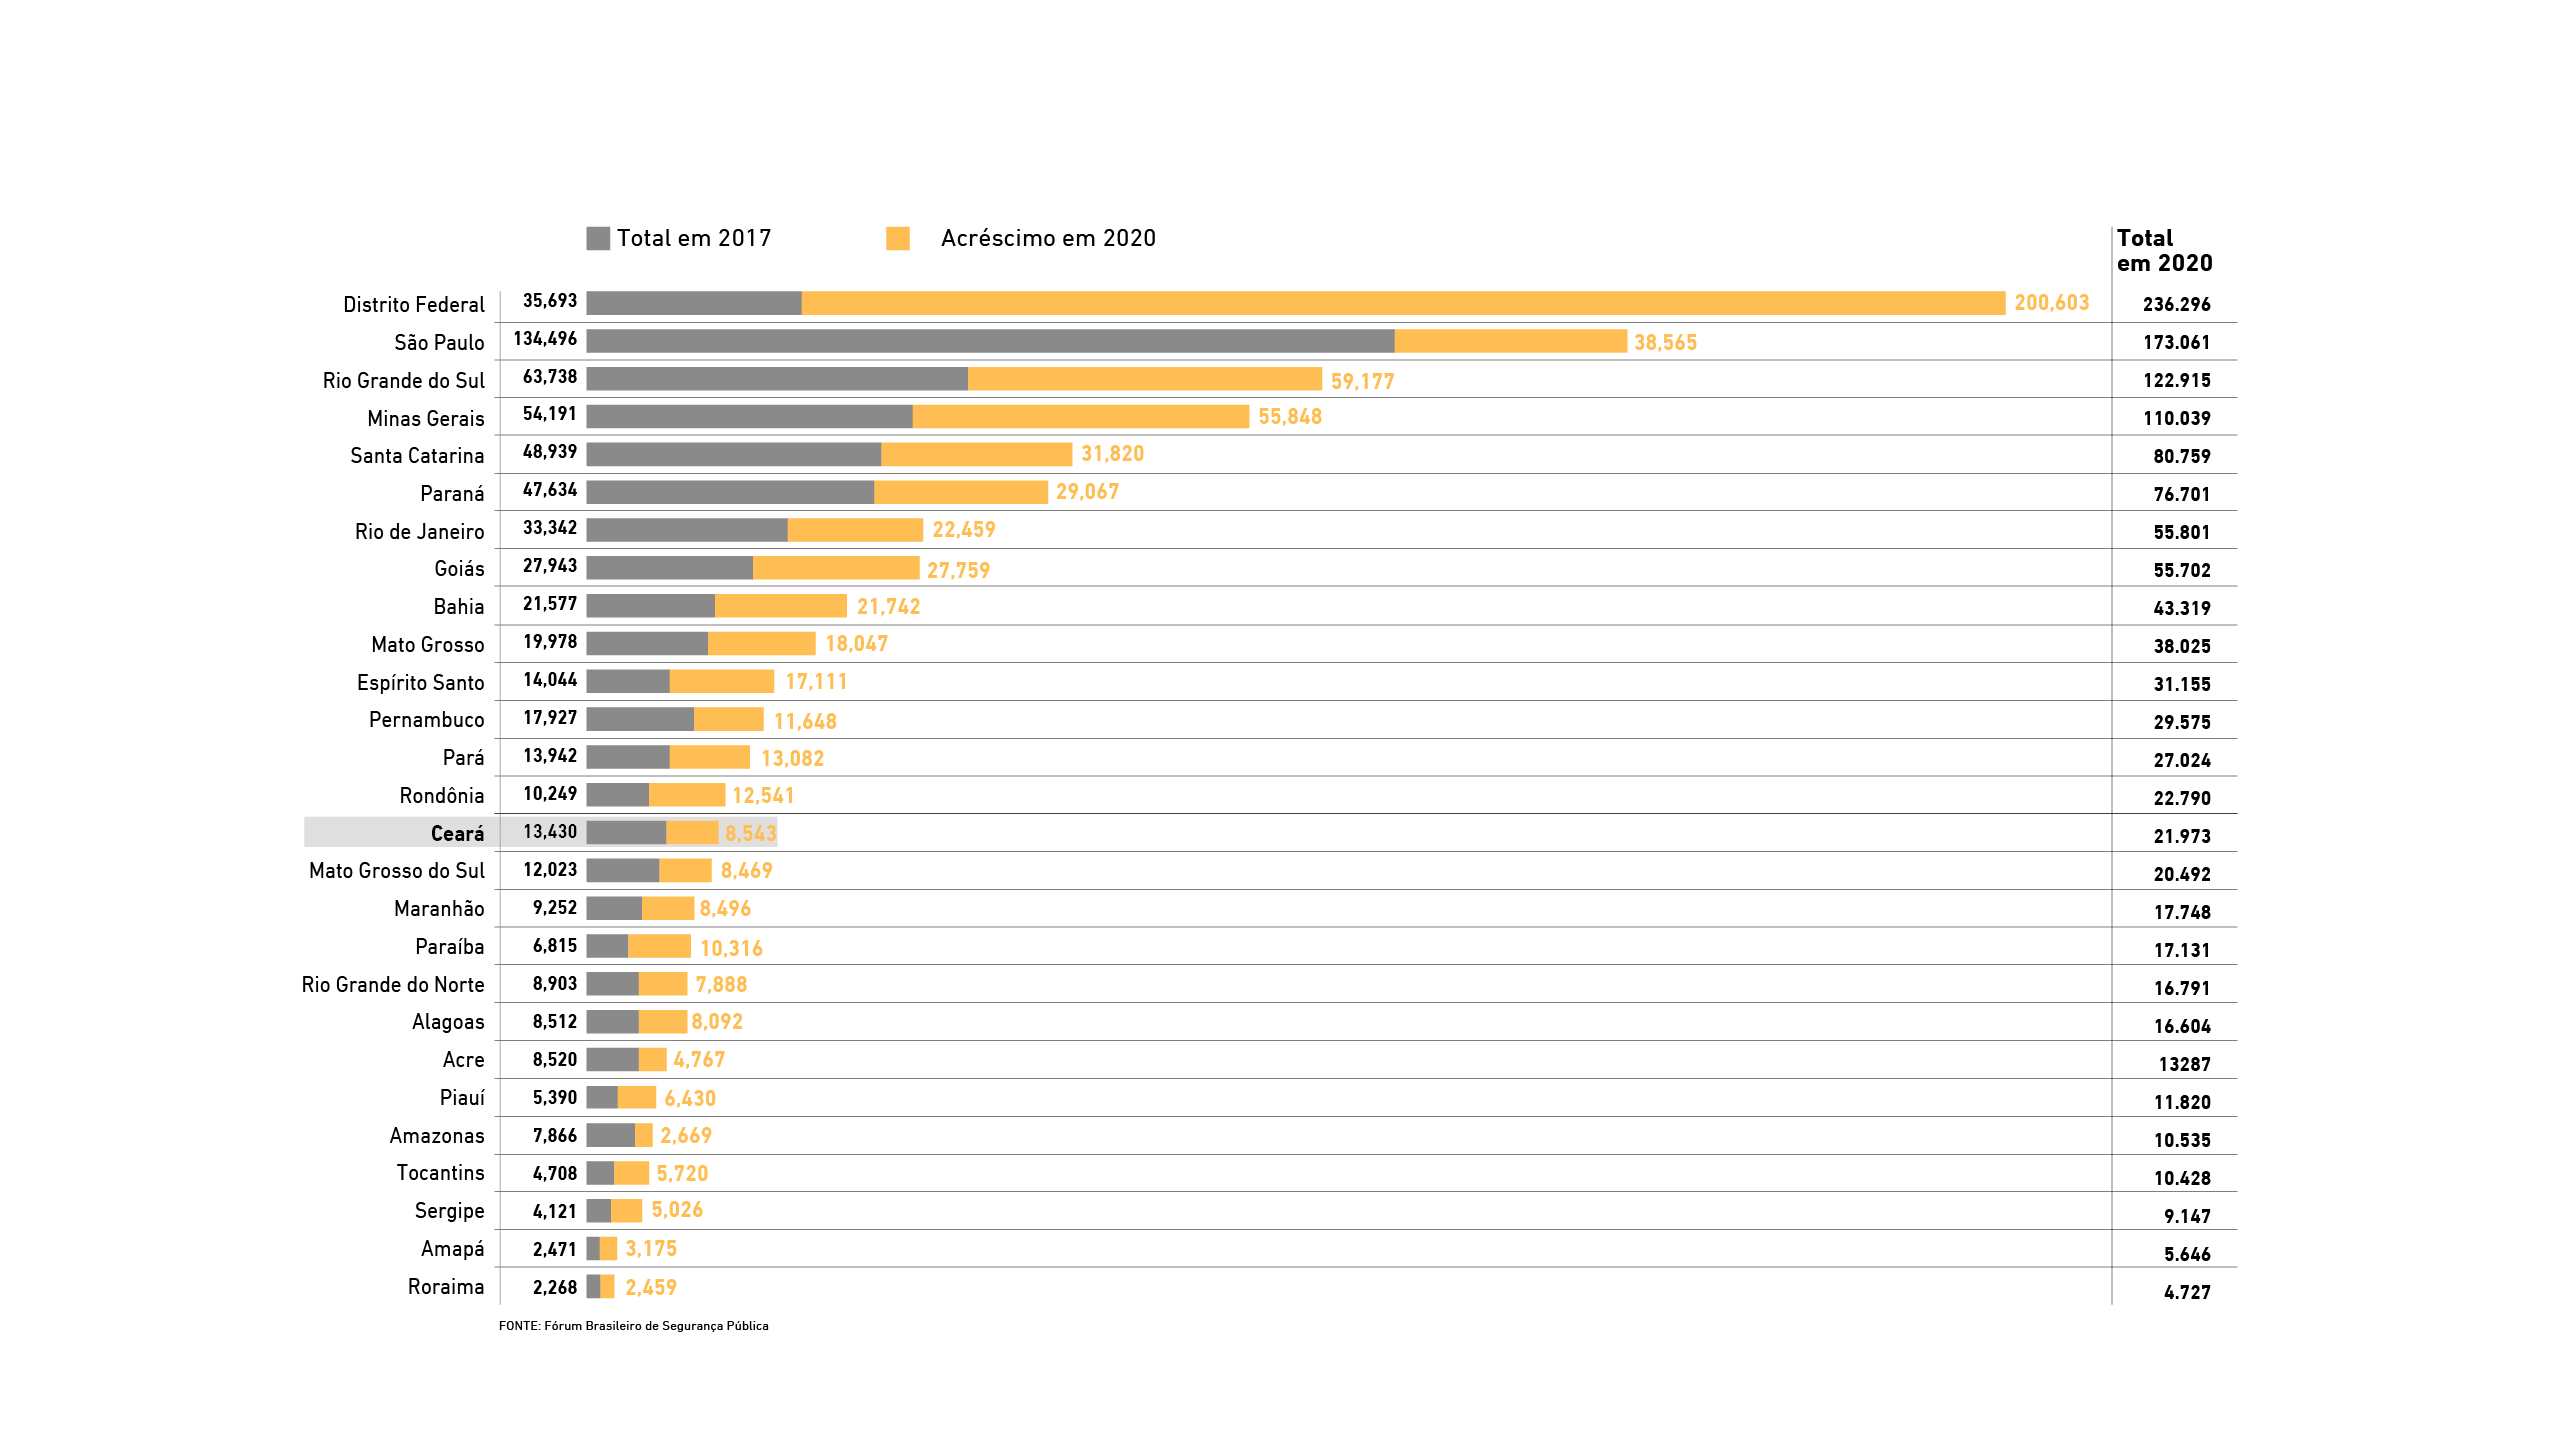 Total em 2017 Acréscimo em 2020 Total
em 2020
Distrito Federal 35,693 200,603 236.296
São Paulo 134,496 38,565 173.061
Rio Grande do Sul 63,738 59,177 122.915
Minas Gerais 54,191 55,848 110.039
Santa Catarina 48,939 31,820 80.759
Paraná 47,634 29,067 76.701
Rio de Janeiro 33,342 22,459 55.801
Goiás 27,943 27,759 55.702
Bahia 21,577 21,742 43.319
Mato Grosso 19,978 18,047 38.025
Espírito Santo 14,044 17,111 31.155
Pernambuco 17,927 11,648 29.575
Pará 13,942 13,082 27.024
Rondônia 10,249 12,541 22.790
Ceará 13,430 8,543 21.973
Mato Grosso do Sul 12,023 8,469 20.492
Maranhão 9,252 8,496 17.748
Paraíba 6,815 10,316 17.131
Rio Grande do Norte 8,903 7,888 16.791
Alagoas 8,512 8,092 16.604
Acre 8,520 4,767 13287
Piauí 5,390 6,430 11.820
Amazonas 7,866 2,669 10.535
Tocantins 4,708 5,720 10.428
Sergipe 4,121 5,026 9.147
Amapá 2,471 3,175 5.646
Roraima 2,268 2,459 4.727
FONTE: Fórum Brasileiro de Segurança Pública